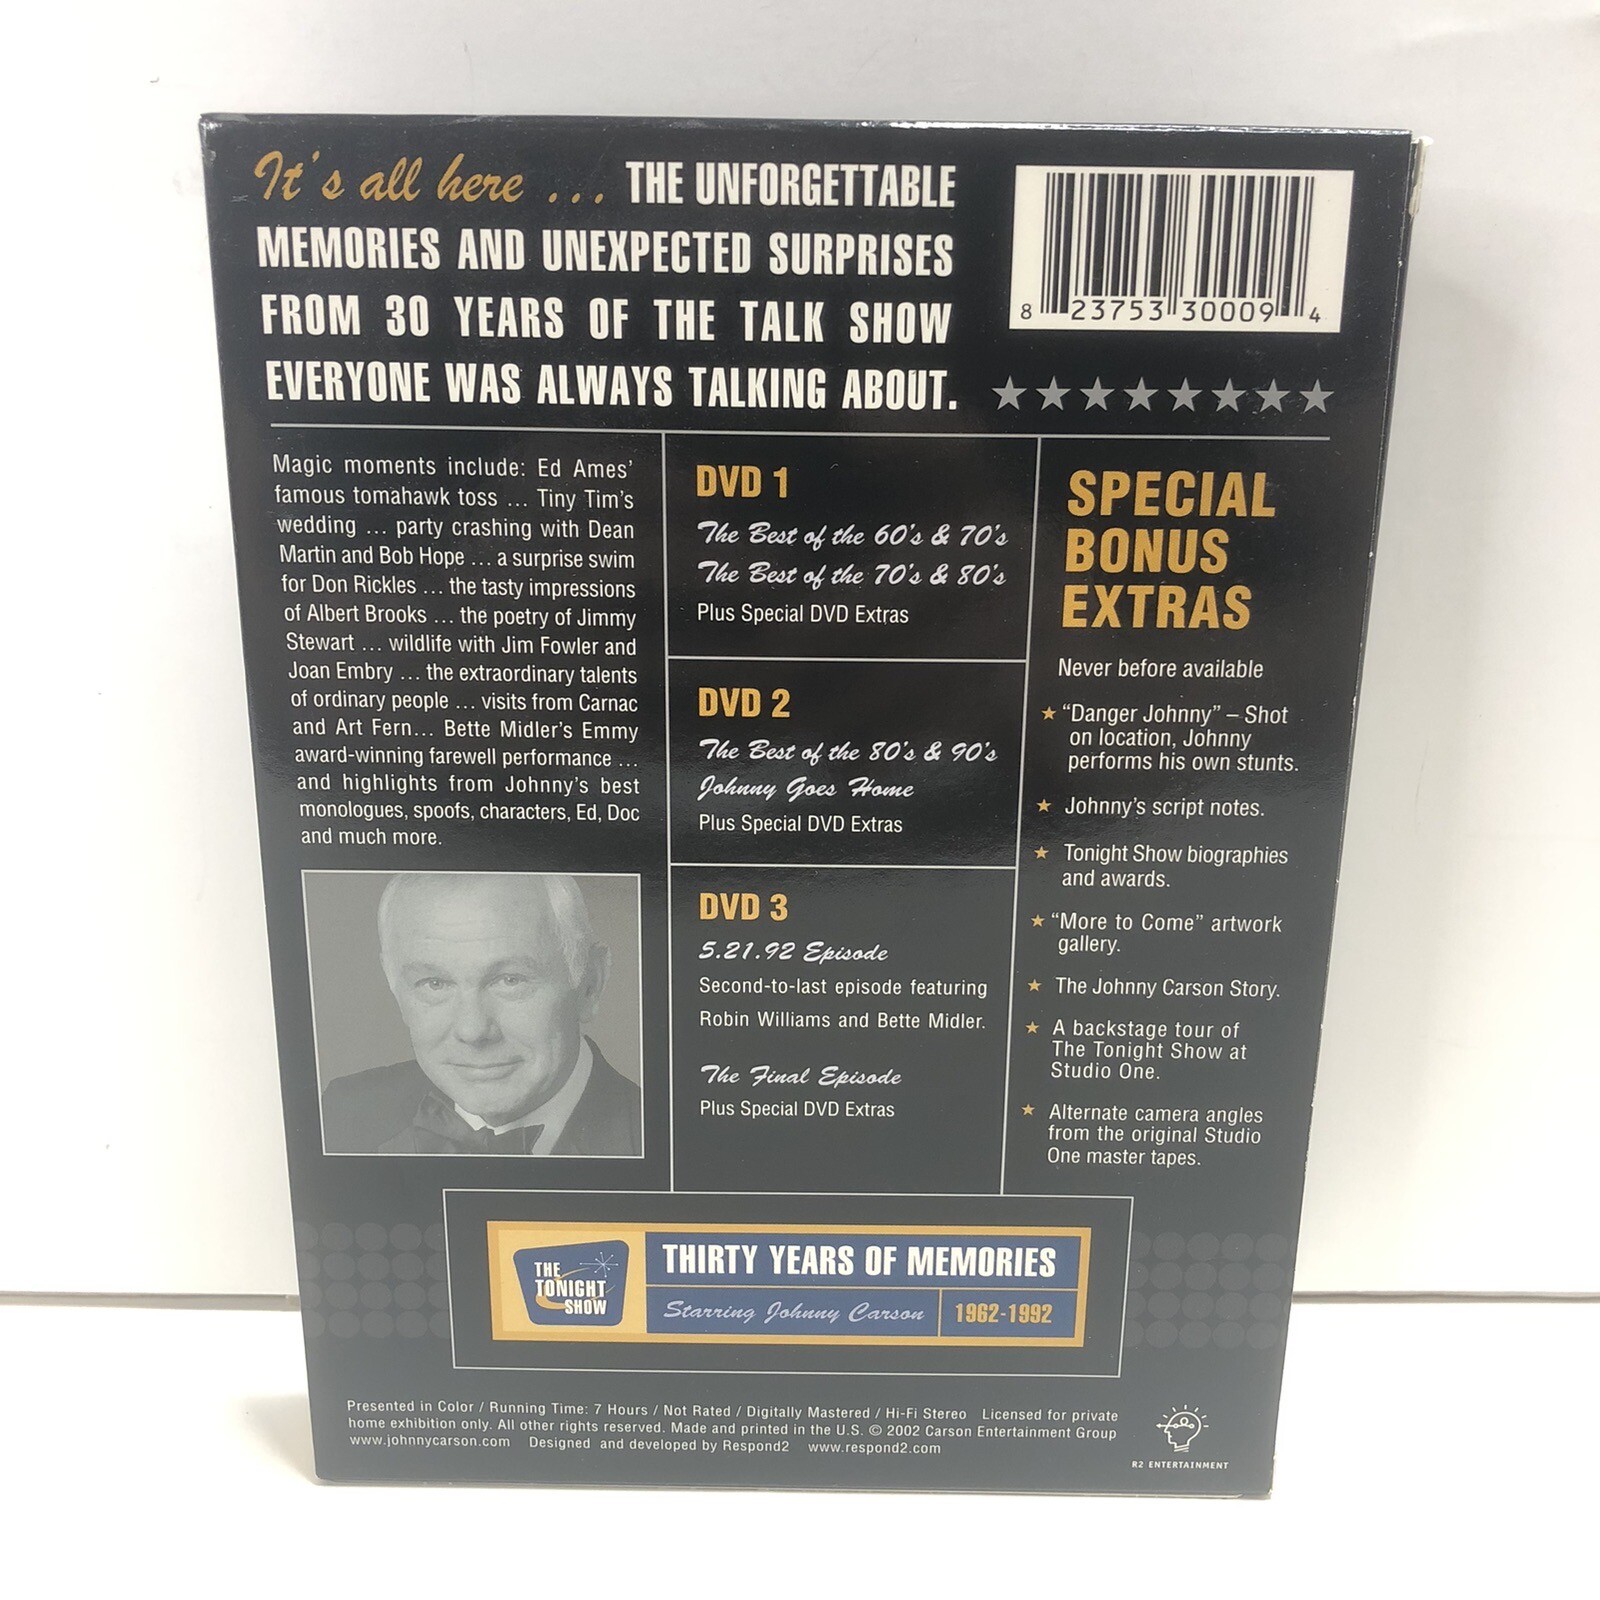 It's all here ... THE UNFORGETTABLE
MEMORIES AND UNEXPECTED SURPRISES
FROM 30 YEARS OF THE TALK SHOW
EVERYONE WAS ALWAYS TALKING ABOUT.
8 23753 30009 4
Magic moments include: Ed Ames'
famous tomahawk toss ... Tiny Tim's
wedding ... party crashing with Dean
Martin and Bob Hope ... a surprise swim
for Don Rickles ... the tasty impressions
of Albert Brooks ... the poetry of Jimmy
Stewart ... wildlife with Jim Fowler and
Joan Embry ... the extraordinary talents
of ordinary people ... visits from Carnac
and Art Fern... Bette Midler's Emmy
award-winning farewell performance ...
and highlights from Johnny's best
monologues, spoofs, characters, Ed, Doc
and much more.
DVD 1
The Best of the 60's & 70's
The Best of the 70's & 80's
Plus Special DVD Extras
DVD 2
The Best of the 80's & 90's
Johnny Goes Home
Plus Special DVD Extras
DVD 3
5.21.92 Episode
Second-to-last episode featuring
Robin Williams and Bette Midler.
The Final Episode
Plus Special DVD Extras
SPECIAL
BONUS
EXTRAS
Never before available
★ "Danger Johnny" – Shot
on location, Johnny
performs his own stunts.
★ Johnny's script notes.
★ Tonight Show biographies
and awards.
★ "More to Come" artwork
gallery.
★ The Johnny Carson Story.
★ A backstage tour of
The Tonight Show at
Studio One.
★ Alternate camera angles
from the original Studio
One master tapes.
THE
TONIGHT
SHOW
THIRTY YEARS OF MEMORIES
Starring Johnny Carson 1962-1992
Presented in Color / Running Time: 7 Hours / Not Rated / Digitally Mastered / Hi-Fi Stereo Licensed for private
home exhibition only. All other rights reserved. Made and printed in the U.S. © 2002 Carson Entertainment Group
www.johnnycarson.com Designed and developed by Respond2 www.respond2.com
R2 ENTERTAINMENT